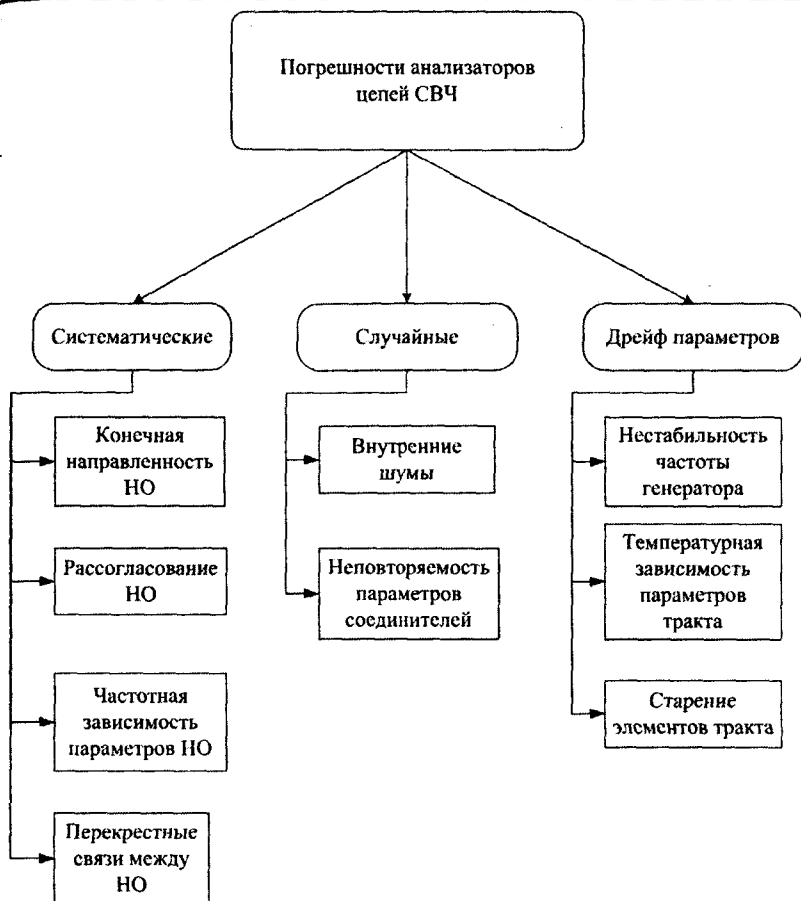 Погрешности анализаторов
цепей СВЧ
Систематические
Случайные
Дрейф параметров
Конечная
направленность
НО
Рассогласование
НО
Частотная
зависимость
параметров НО
Перекрестные
связи между
НО
Внутренние
шумы
Неповторяемость
параметров
соединителей
Нестабильность
частоты
генератора
Температурная
зависимость
параметров
тракта
Старение
элементов тракта